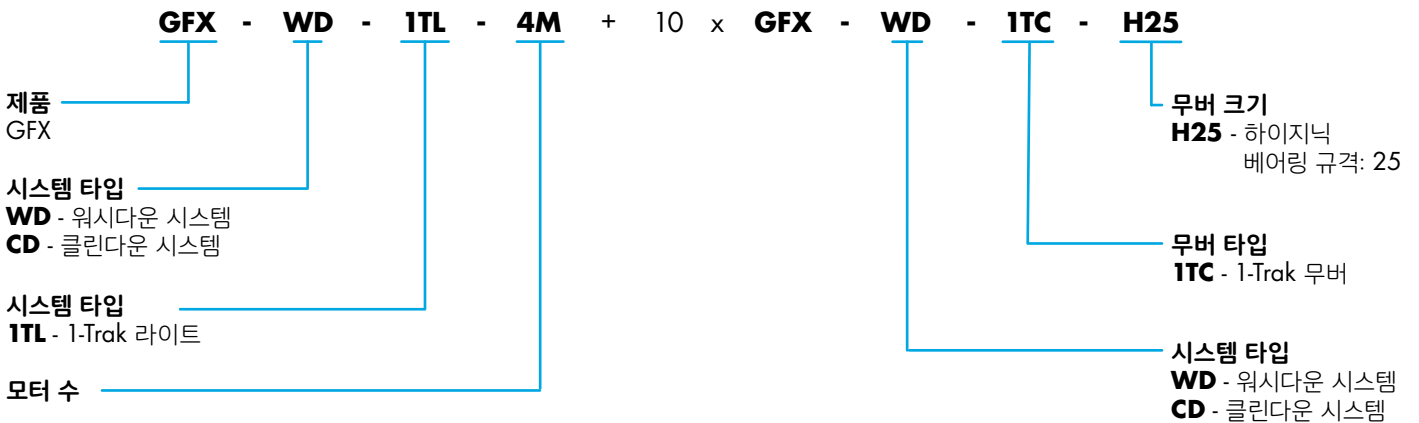 GFX - WD - 1TL - 4M + 10 x GFX - WD - 1TC - H25
제품
GFX
시스템 타입
WD - 워시다운 시스템
CD - 클린다운 시스템
시스템 타입
1TL - 1-Trak 라이트
모터 수
무버 크기
H25 - 하이지닉
베어링 규격: 25
무버 타입
1TC - 1-Trak 무버
시스템 타입
WD - 워시다운 시스템
CD - 클린다운 시스템